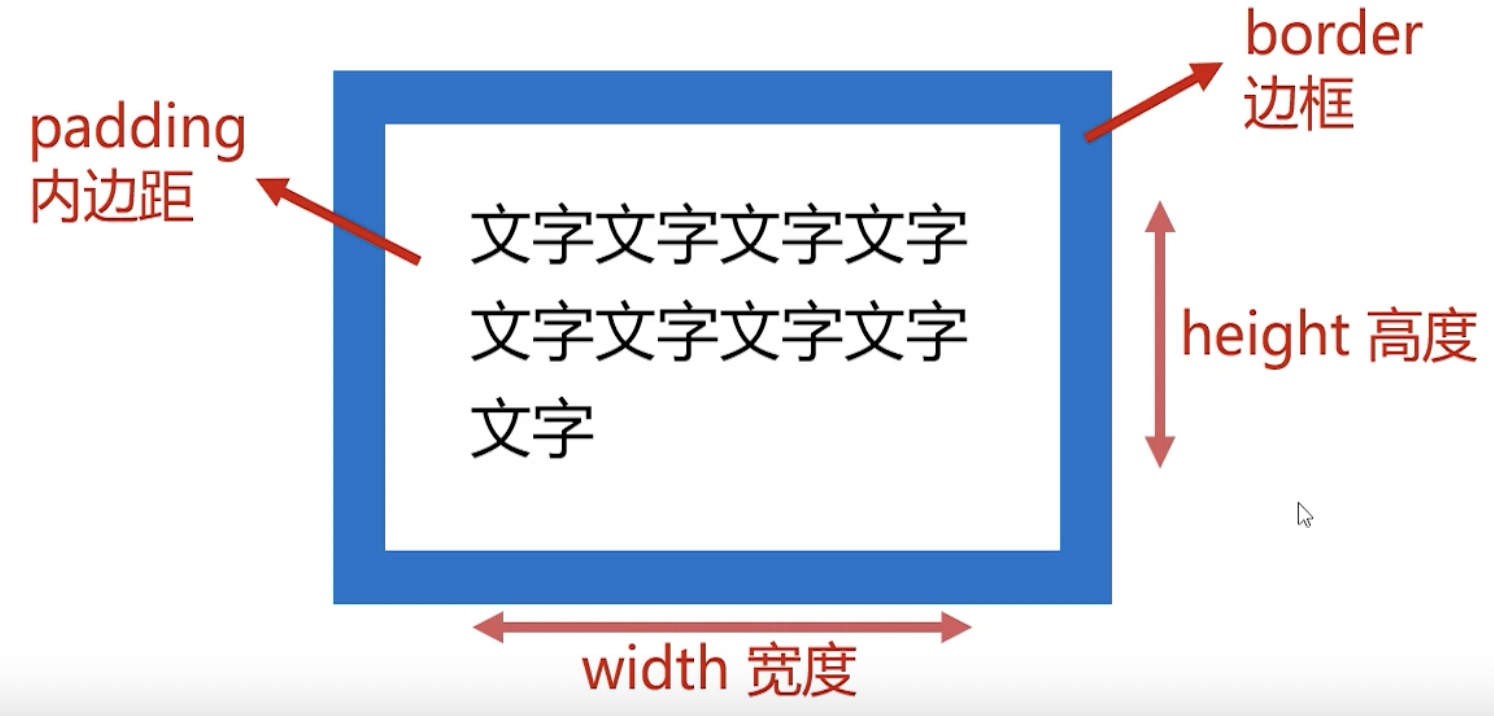 border
边框
padding
内边距
文字文字文字文字
文字文字文字文字
文字
height 高度
width 宽度